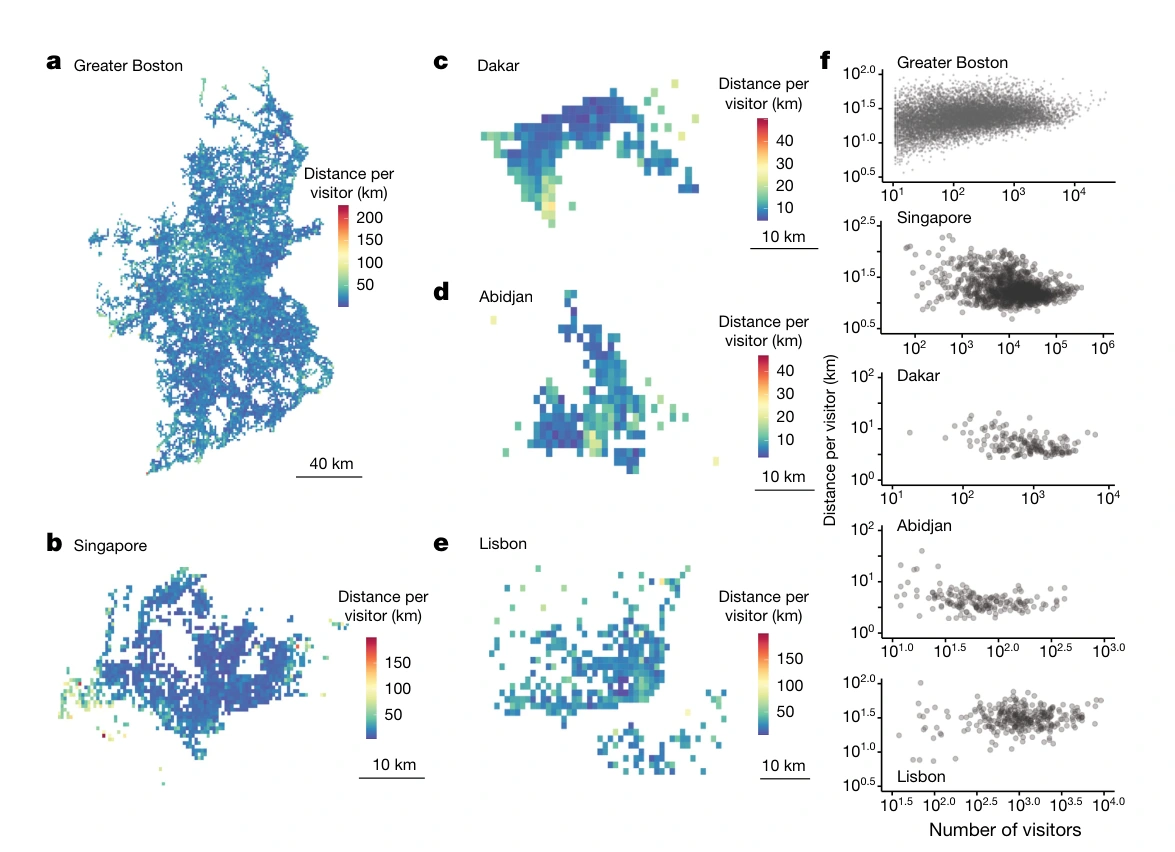 a Greater Boston
Distance per
visitor (km)
200
150
100
50
40 km
b Singapore
Distance per
visitor (km)
150
100
50
10 km
c Dakar
Distance per
visitor (km)
40
30
20
10
10 km
d Abidjan
Distance per
visitor (km)
40
30
20
10
10 km
e Lisbon
Distance per
visitor (km)
150
100
50
10 km
f
Distance per visitor (km)
Greater Boston
10^2.0
10^1.5
10^1.0
10^0.5
10^1 10^2 10^3 10^4
Singapore
10^2.5
10^1.5
10^0.5
10^2 10^3 10^4 10^5 10^6
Dakar
10^2
10^1
10^0
10^1 10^2 10^3 10^4
Abidjan
10^2
10^1
10^0
10^1.0 10^1.5 10^2.0 10^2.5 10^3.0
10^2.0
10^1.5
10^1.0
10^0.5
Lisbon
10^1.5 10^2.0 10^2.5 10^3.0 10^3.5 10^4.0
Number of visitors